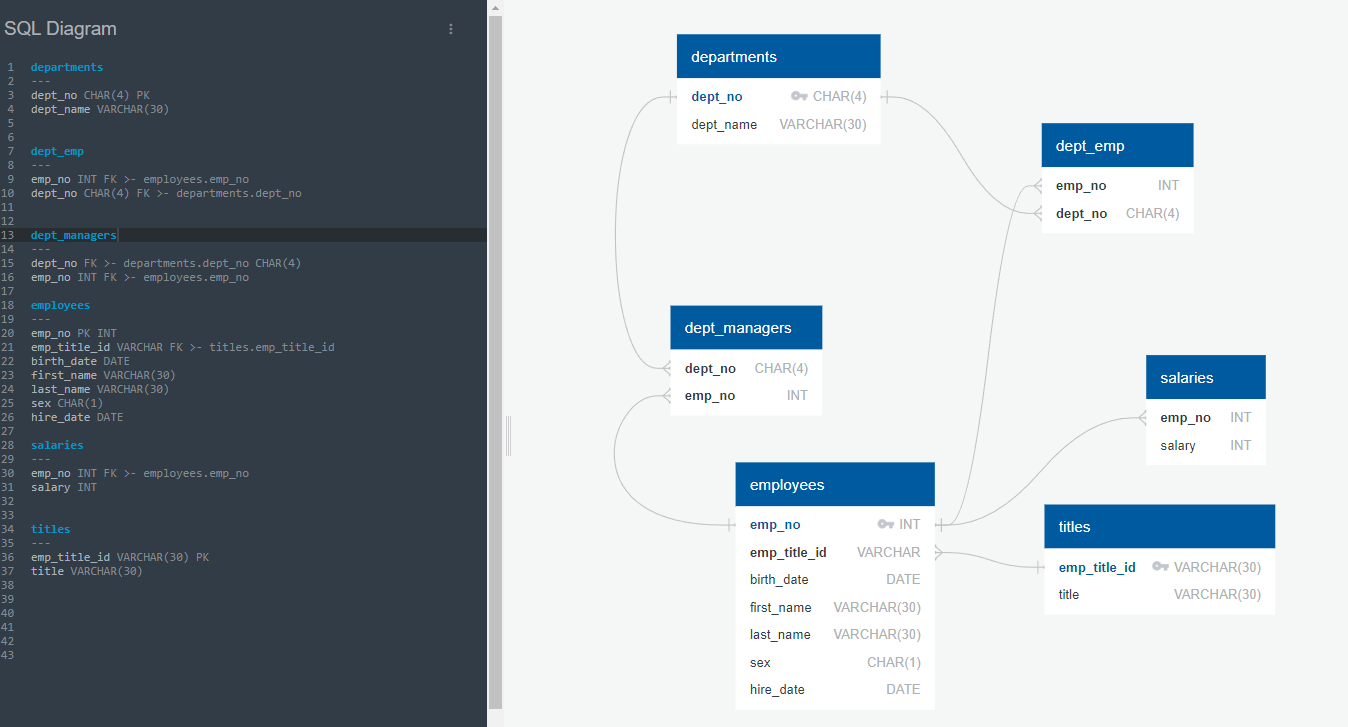 SQL Diagram
1 departments
2 ---
3 dept_no CHAR(4) PK
4 dept_name VARCHAR(30)
5
6
7 dept_emp
8 ---
9 emp_no INT FK >- employees.emp_no
10 dept_no CHAR(4) FK >- departments.dept_no
11
12
13 dept_managers
14 ---
15 dept_no FK >- departments.dept_no CHAR(4)
16 emp_no INT FK >- employees.emp_no
17
18 employees
19 ---
20 emp_no PK INT
21 emp_title_id VARCHAR FK >- titles.emp_title_id
22 birth_date DATE
23 first_name VARCHAR(30)
24 last_name VARCHAR(30)
25 sex CHAR(1)
26 hire_date DATE
27
28 salaries
29 ---
30 emp_no INT FK >- employees.emp_no
31 salary INT
32
33
34 titles
35 ---
36 emp_title_id VARCHAR(30) PK
37 title VARCHAR(30)
38
39
40
41
42
43
departments
dept_no CHAR(4)
dept_name VARCHAR(30)
dept_emp
emp_no INT
dept_no CHAR(4)
dept_managers
dept_no CHAR(4)
emp_no INT
salaries
emp_no INT
salary INT
employees
emp_no INT
emp_title_id VARCHAR
birth_date DATE
first_name VARCHAR(30)
last_name VARCHAR(30)
sex CHAR(1)
hire_date DATE
titles
emp_title_id VARCHAR(30)
title VARCHAR(30)